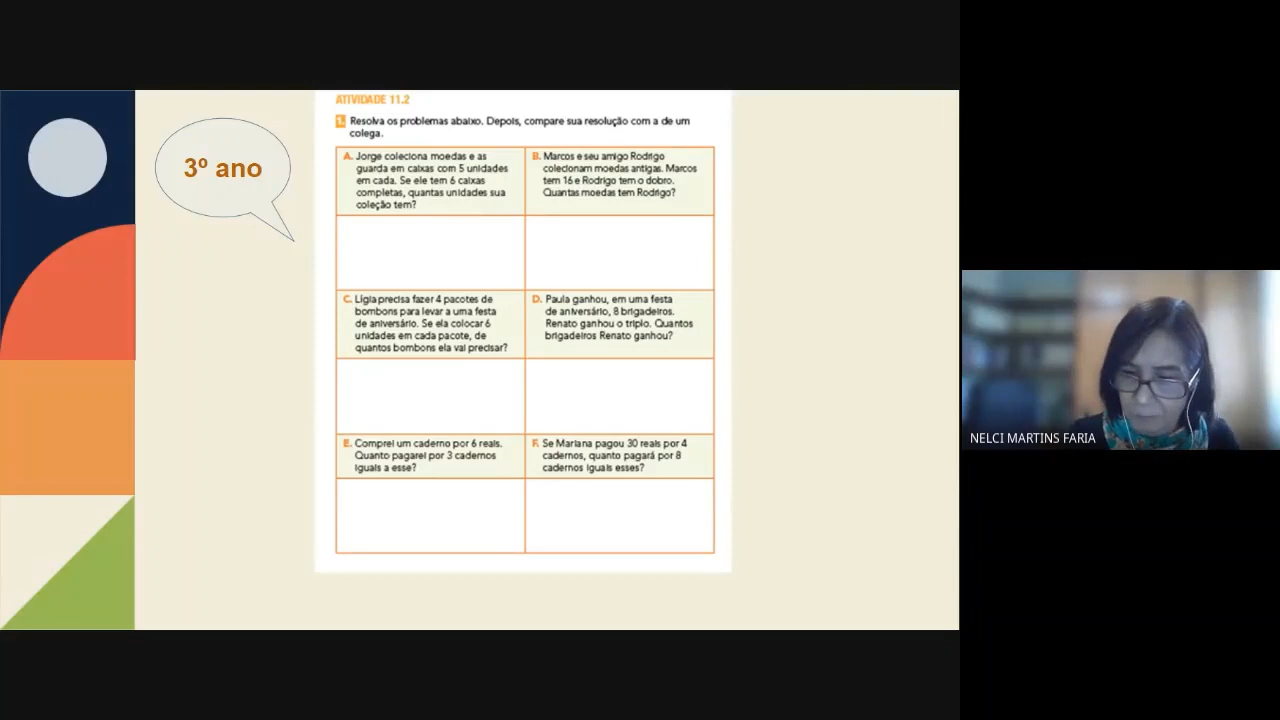 3º ano
ATIVIDADE 11.2
1. Resolva os problemas abaixo. Depois, compare sua resolução com a de um
colega.
A. Jorge coleciona moedas e as
guarda em caixas com 5 unidades
em cada. Se ele tem 6 caixas
completas, quantas unidades sua
coleção tem?
B. Marcos e seu amigo Rodrigo
colecionam moedas antigas. Marcos
tem 16 e Rodrigo tem o dobro.
Quantas moedas tem Rodrigo?
C. Lígia precisa fazer 4 pacotes de
bombons para levar a uma festa
de aniversário. Se ela colocar 6
unidades em cada pacote, de
quantos bombons ela vai precisar?
D. Paula ganhou, em uma festa
de aniversário, 8 brigadeiros.
Renato ganhou o triplo. Quantos
brigadeiros Renato ganhou?
E. Comprei um caderno por 6 reais.
Quanto pagarei por 3 cadernos
iguais a esse?
F. Se Mariana pagou 30 reais por 4
cadernos, quanto pagará por 8
cadernos iguais esses?
NELCI MARTINS FARIA